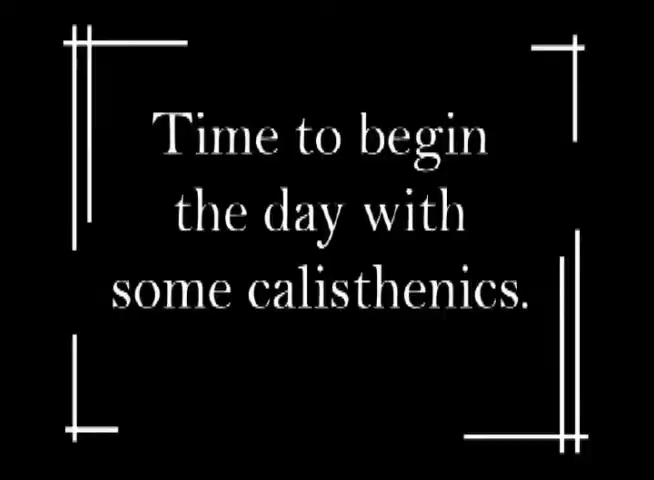 Time to begin
the day with
some calisthenics.